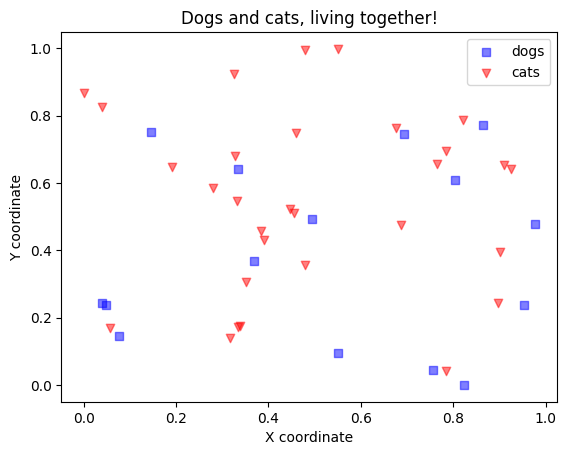 Dogs and cats, living together!
dogs
cats
1.0
0.8
0.6
0.4
0.2
0.0
Y coordinate
0.0 0.2 0.4 0.6 0.8 1.0
X coordinate